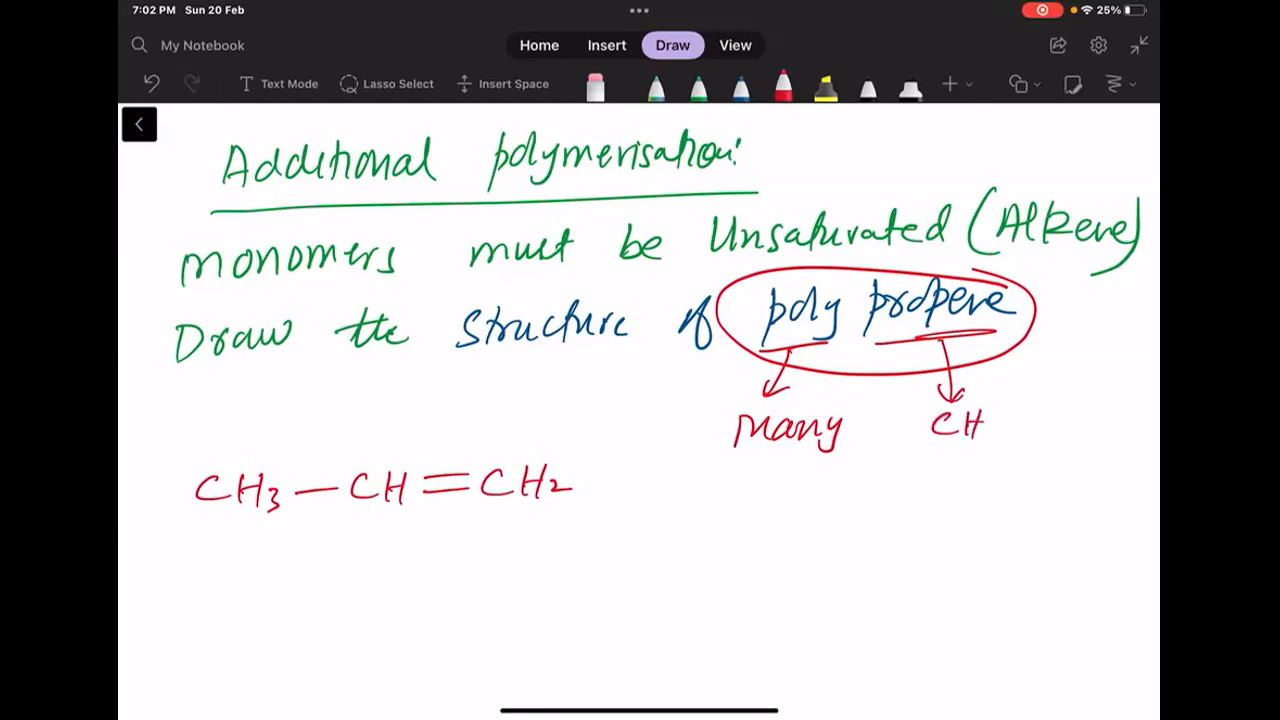 7:02 PM Sun 20 Feb
25%
My Notebook
Home Insert Draw View
Text Mode Lasso Select Insert Space
Additional polymerisation:
monomers must be Unsaturated (Alkene)
Draw the Structure of poly propene
Many CH
CH3 — CH = CH2